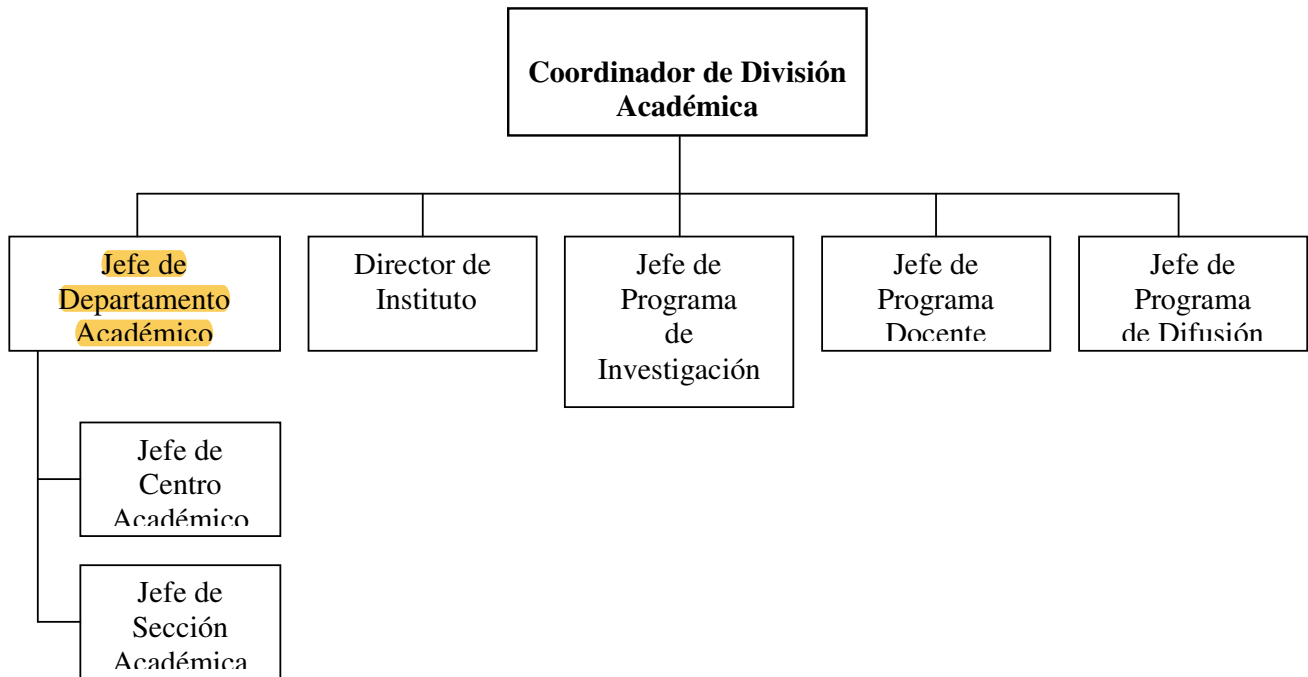 Coordinador de División
Académica
Jefe de
Departamento
Académico
Director de
Instituto
Jefe de
Programa
de
Investigación
Jefe de
Programa
Docente
Jefe de
Programa
de Difusión
Jefe de
Centro
Académico
Jefe de
Sección
Académica